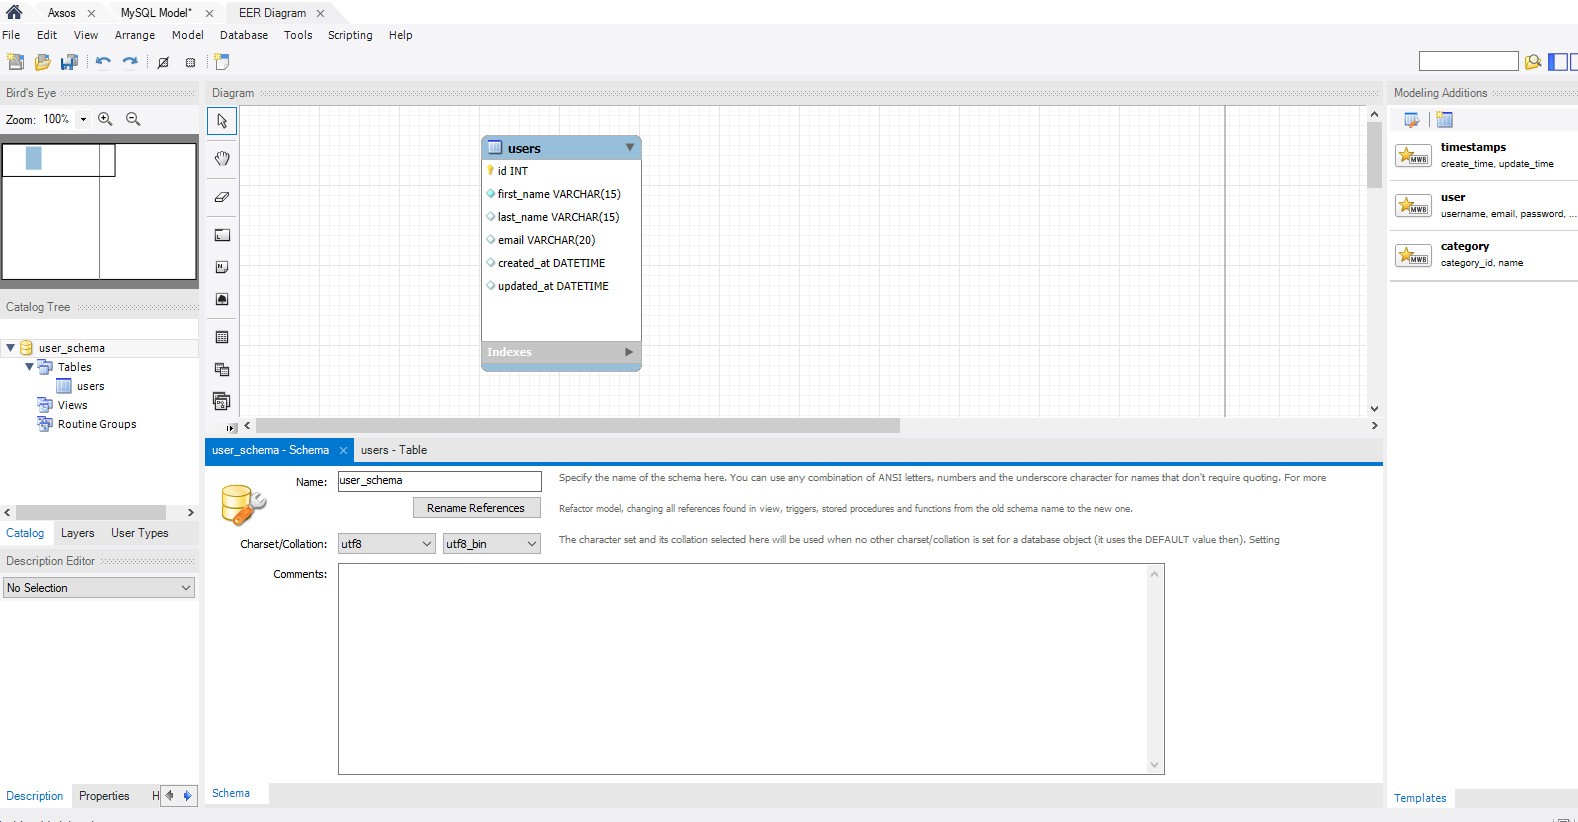 Axsos
MySQL Model*
EER Diagram
File Edit View Arrange Model Database Tools Scripting Help
Bird's Eye
Zoom: 100%
Diagram
users
id INT
first_name VARCHAR(15)
last_name VARCHAR(15)
email VARCHAR(20)
created_at DATETIME
updated_at DATETIME
Indexes
Modeling Additions
MWB
timestamps
create_time, update_time
MWB
user
username, email, password, ...
MWB
category
category_id, name
Catalog Tree
user_schema
Tables
users
Views
Routine Groups
Catalog Layers User Types
Description Editor
No Selection
Description Properties H
user_schema - Schema
users - Table
Name: user_schema
Specify the name of the schema here. You can use any combination of ANSI letters, numbers and the underscore character for names that don't require quoting. For more
Rename References
Refactor model, changing all references found in view, triggers, stored procedures and functions from the old schema name to the new one.
Charset/Collation: utf8 utf8_bin
The character set and its collation selected here will be used when no other charset/collation is set for a database object (it uses the DEFAULT value then). Setting
Comments:
Schema
Templates